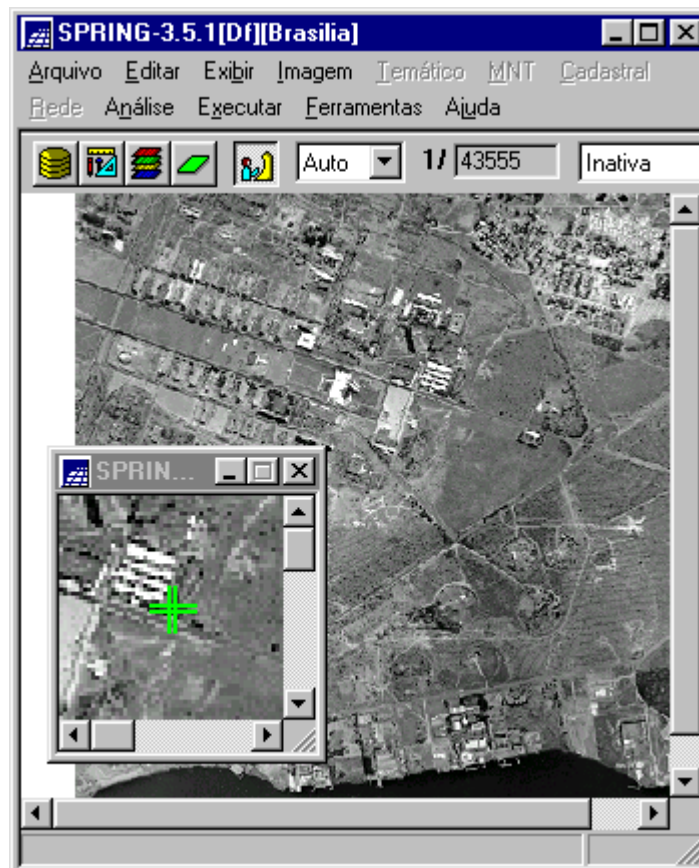 SPRING-3.5.1[Df][Brasilia]
Arquivo Editar Exibir Imagem Temático MNT Cadastral
Rede Análise Executar Ferramentas Ajuda
Auto 1/ 43555 Inativa
SPRIN...